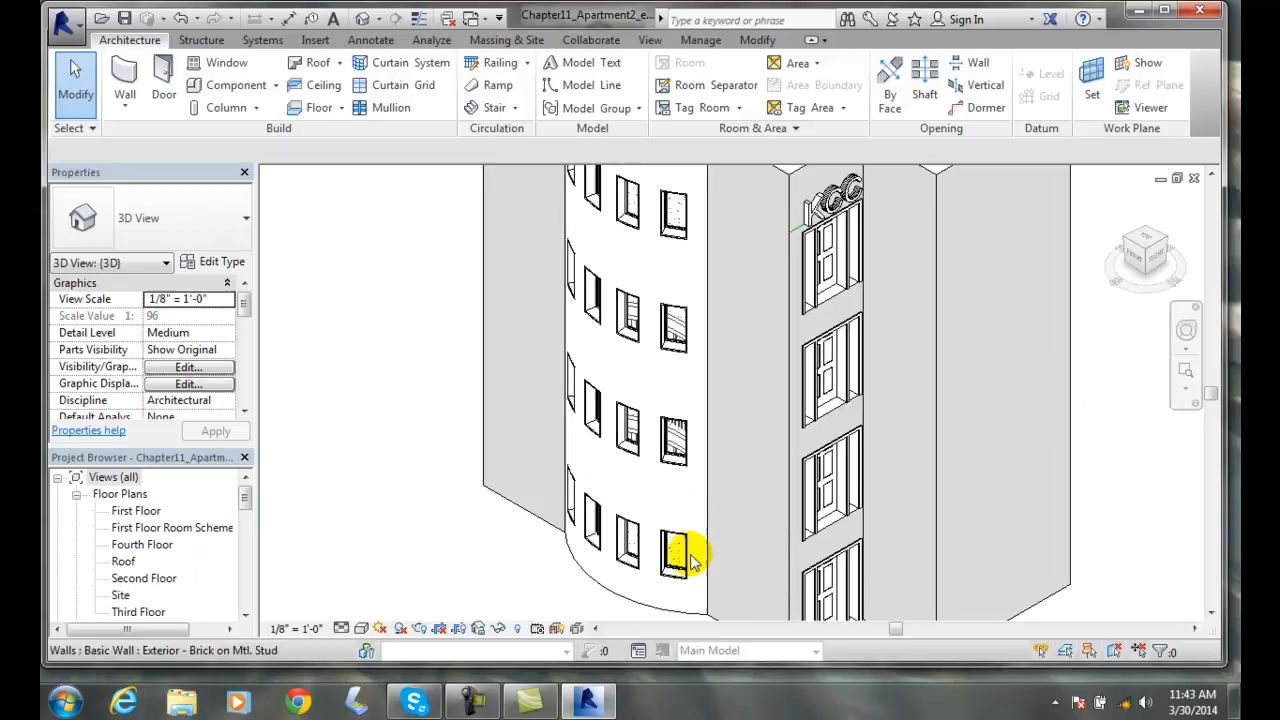 Chapter11_Apartment2_e...
Type a keyword or phrase
Sign In
Architecture Structure Systems Insert Annotate Analyze Massing & Site Collaborate View Manage Modify
Modify
Select
Wall
Door
Window
Component
Column
Roof
Ceiling
Floor
Curtain System
Curtain Grid
Mullion
Build
Railing
Ramp
Stair
Circulation
Model Text
Model Line
Model Group
Model
Room
Room Separator
Tag Room
Area
Area Boundary
Tag Area
Room & Area
By Face
Shaft
Wall
Vertical
Dormer
Opening
Level
Grid
Datum
Set
Show
Ref Plane
Viewer
Work Plane
Properties
3D View
3D View: {3D} Edit Type
Graphics
View Scale 1/8" = 1'-0"
Scale Value 1: 96
Detail Level Medium
Parts Visibility Show Original
Visibility/Grap... Edit...
Graphic Displa... Edit...
Discipline Architectural
Default Analys... None
Properties help Apply
Project Browser - Chapter11_Apartm...
Views (all)
Floor Plans
First Floor
First Floor Room Scheme
Fourth Floor
Roof
Second Floor
Site
Third Floor
TOP
FRONT
RIGHT
1/8" = 1'-0"
Walls : Basic Wall : Exterior - Brick on Mtl. Stud
:0
Main Model
:0
11:43 AM
3/30/2014